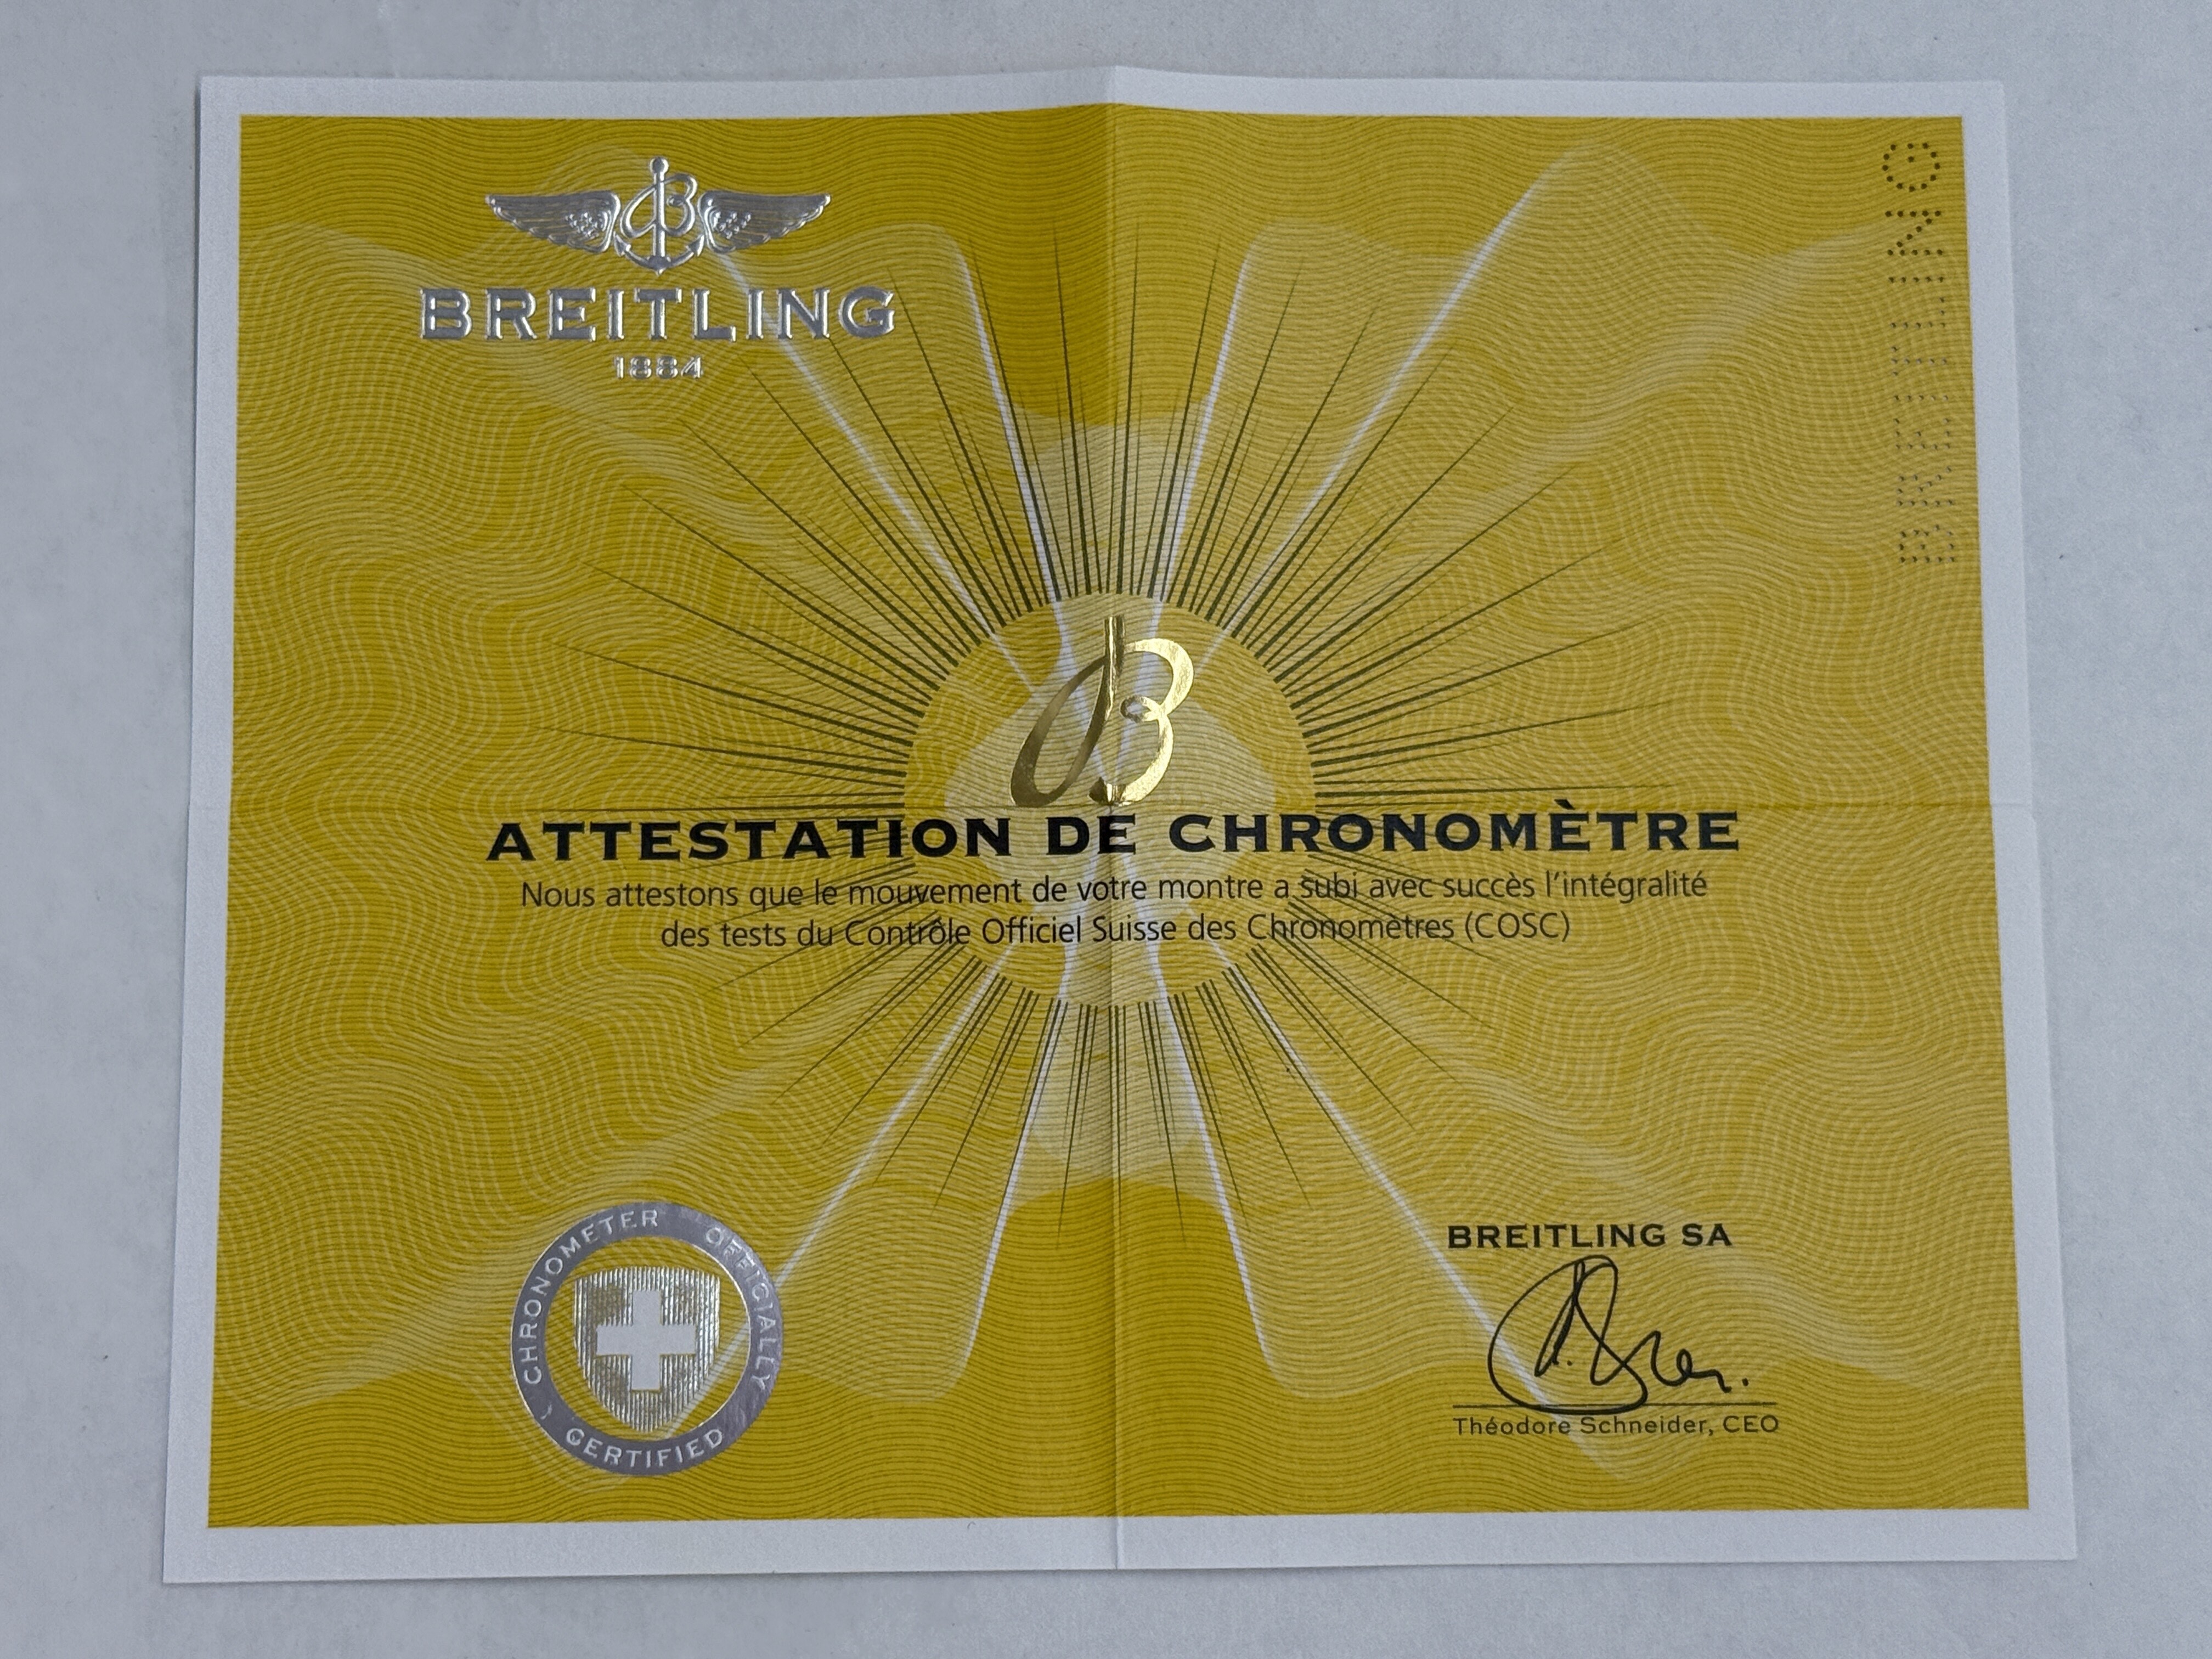 BREITLING
1884
BREITLING
B
ATTESTATION DE CHRONOMÈTRE
Nous attestons que le mouvement de votre montre a subi avec succès l'intégralité
des tests du Contrôle Officiel Suisse des Chronomètres (COSC)
CHRONOMETER OFFICIALLY CERTIFIED
BREITLING SA
Théodore Schneider, CEO